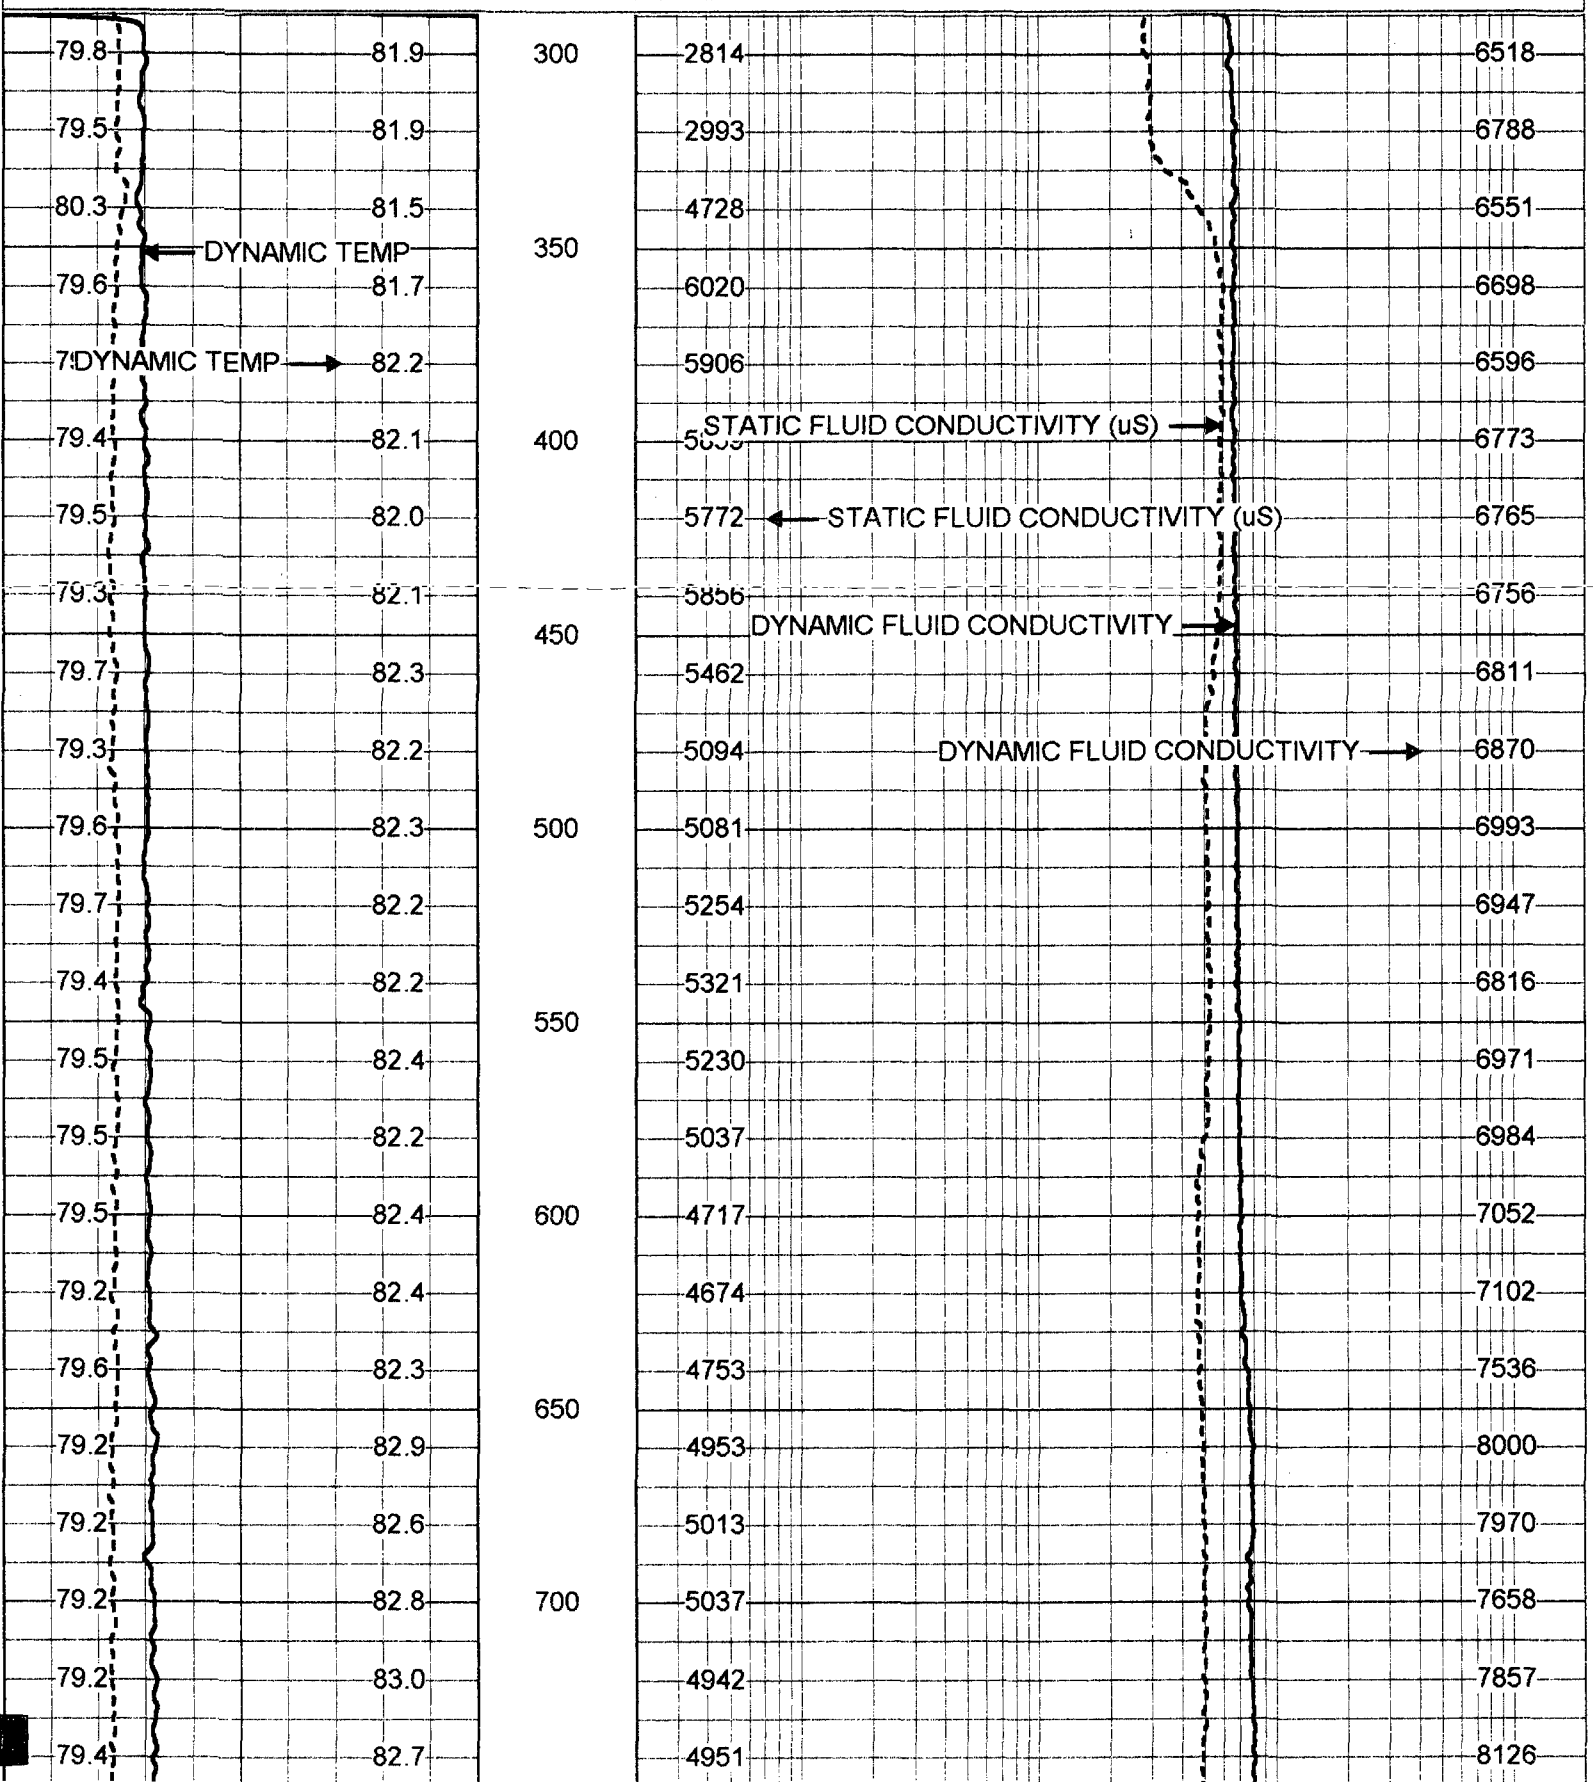 79.8 81.9 300 2814 6518
79.5 81.9 2993 6788
80.3 81.5 4728 6551
DYNAMIC TEMP 350
79.6 81.7 6020 6698
DYNAMIC TEMP 82.2 5906 6596
STATIC FLUID CONDUCTIVITY (uS)
79.4 82.1 400 6773
79.5 82.0 5772 STATIC FLUID CONDUCTIVITY (uS) 6765
79.3 82.1 5856 6756
DYNAMIC FLUID CONDUCTIVITY
450
79.7 82.3 5462 6811
79.3 82.2 5094 DYNAMIC FLUID CONDUCTIVITY 6870
79.6 82.3 500 5081 6993
79.7 82.2 5254 6947
79.4 82.2 5321 6816
550
79.5 82.4 5230 6971
79.5 82.2 5037 6984
79.5 82.4 600 4717 7052
79.2 82.4 4674 7102
79.6 82.3 4753 7536
650
79.2 82.9 4953 8000
79.2 82.6 5013 7970
79.2 82.8 700 5037 7658
79.2 83.0 4942 7857
79.4 82.7 4951 8126